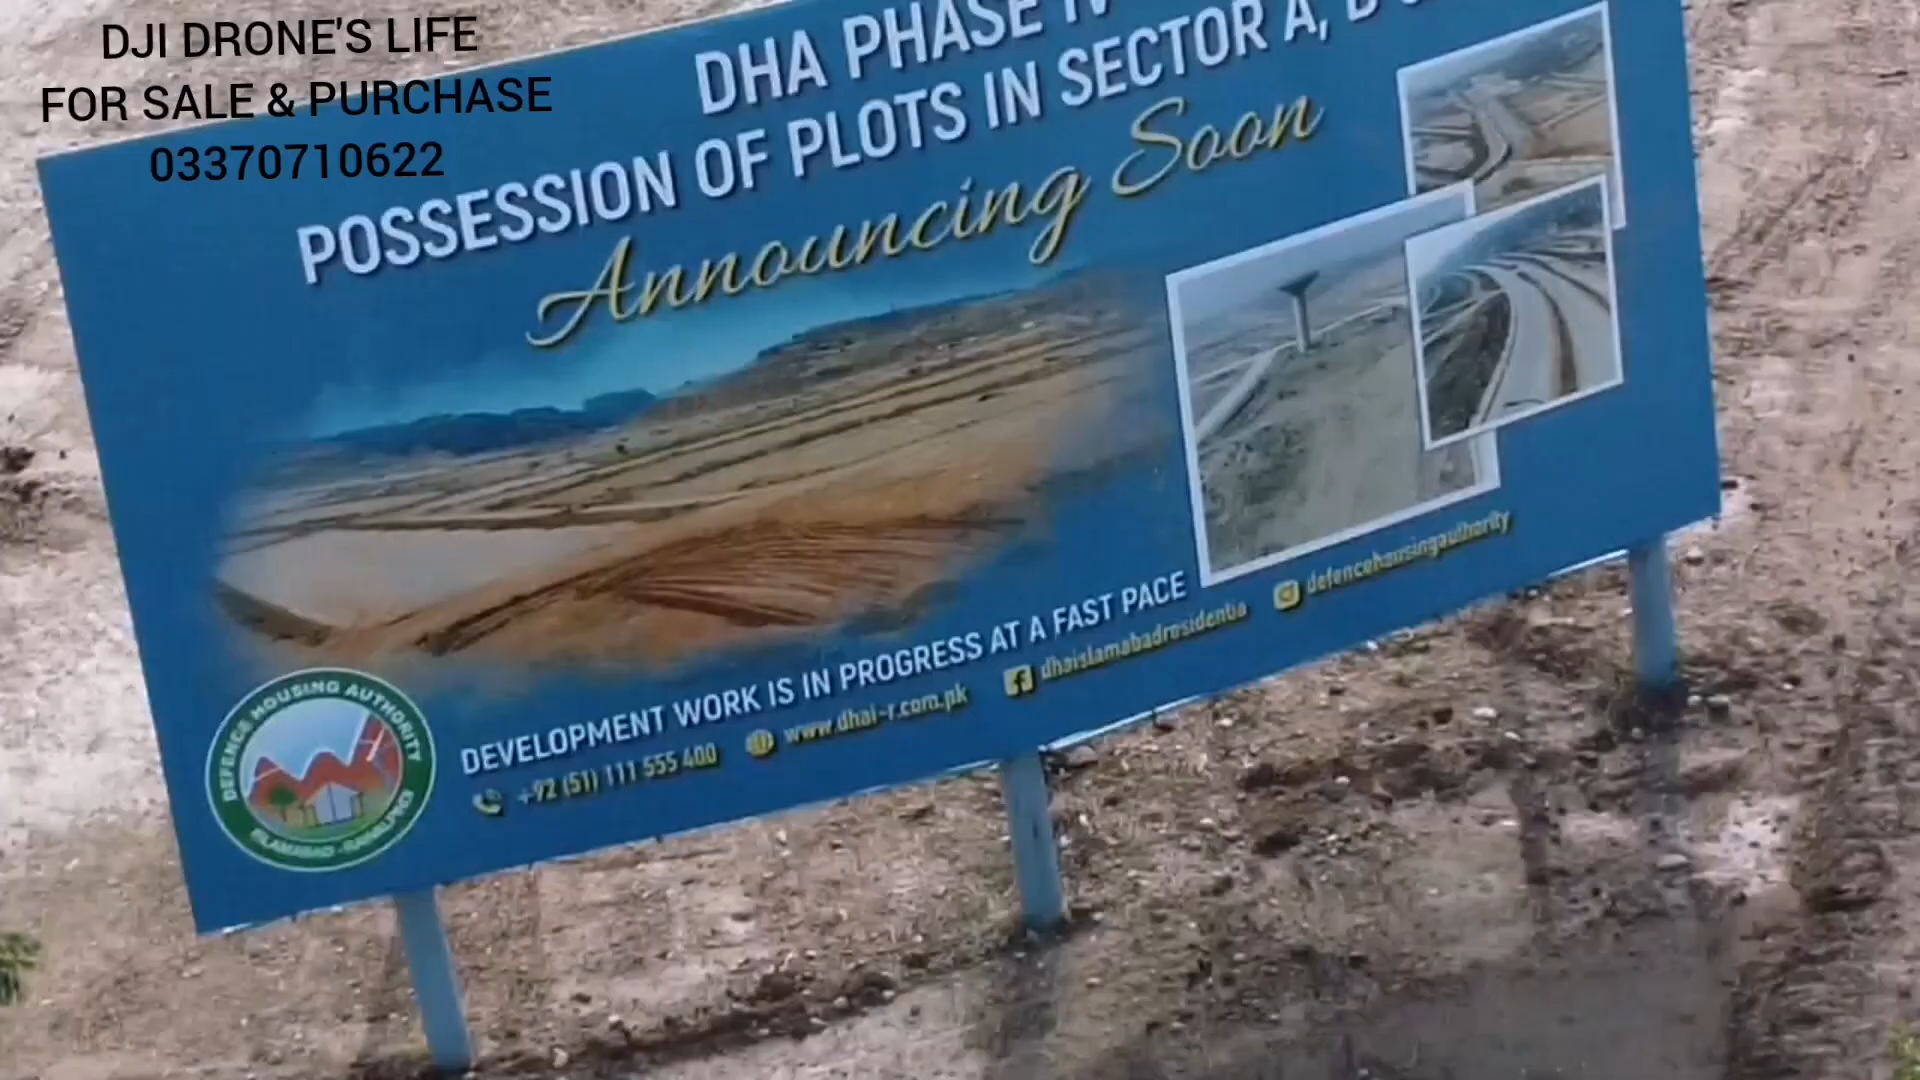 DJI DRONE'S LIFE
FOR SALE & PURCHASE
03370710622
DHA PHASE IV
POSSESSION OF PLOTS IN SECTOR A, B
Announcing Soon
DEVELOPMENT WORK IS IN PROGRESS AT A FAST PACE
+92 (51) 111 555 400 www.dhai-r.com.pk dhaislamabadresidentia defencehousingauthority
DEFENCE HOUSING AUTHORITY
ISLAMABAD-RAWALPINDI